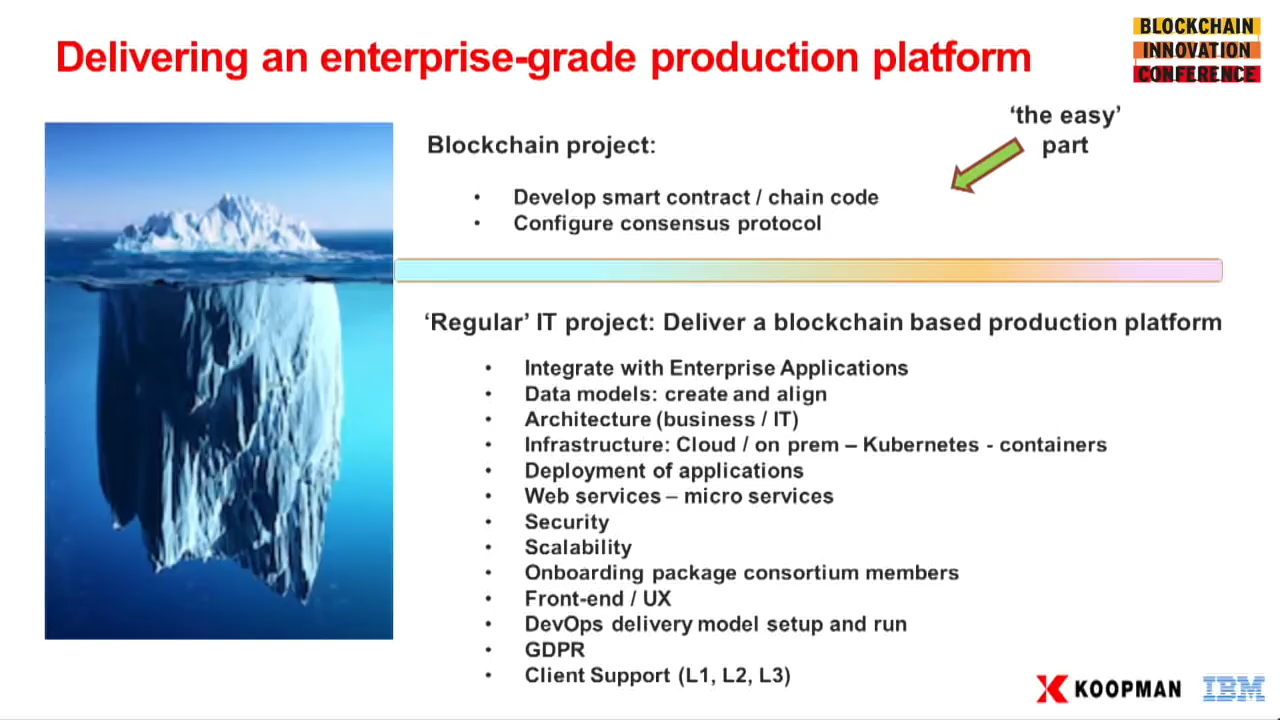 Delivering an enterprise-grade production platform
BLOCKCHAIN
INNOVATION
CONFERENCE
'the easy'
part
Blockchain project:
• Develop smart contract / chain code
• Configure consensus protocol
'Regular' IT project: Deliver a blockchain based production platform
• Integrate with Enterprise Applications
• Data models: create and align
• Architecture (business / IT)
• Infrastructure: Cloud / on prem – Kubernetes - containers
• Deployment of applications
• Web services – micro services
• Security
• Scalability
• Onboarding package consortium members
• Front-end / UX
• DevOps delivery model setup and run
• GDPR
• Client Support (L1, L2, L3)
KOOPMAN
IBM